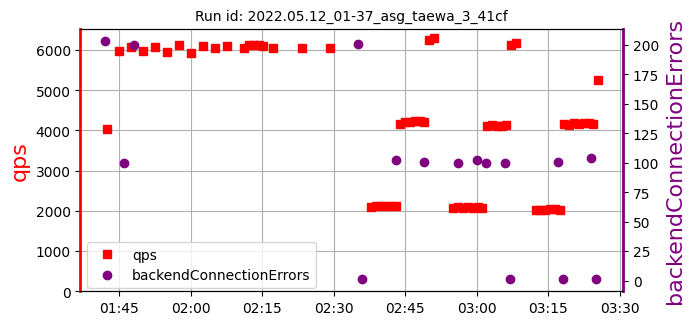 Run id: 2022.05.12_01-37_asg_taewa_3_41cf
6000
5000
4000
3000
2000
1000
0
qps
200
175
150
125
100
75
50
25
0
backendConnectionErrors
qps
backendConnectionErrors
01:45 02:00 02:15 02:30 02:45 03:00 03:15 03:30